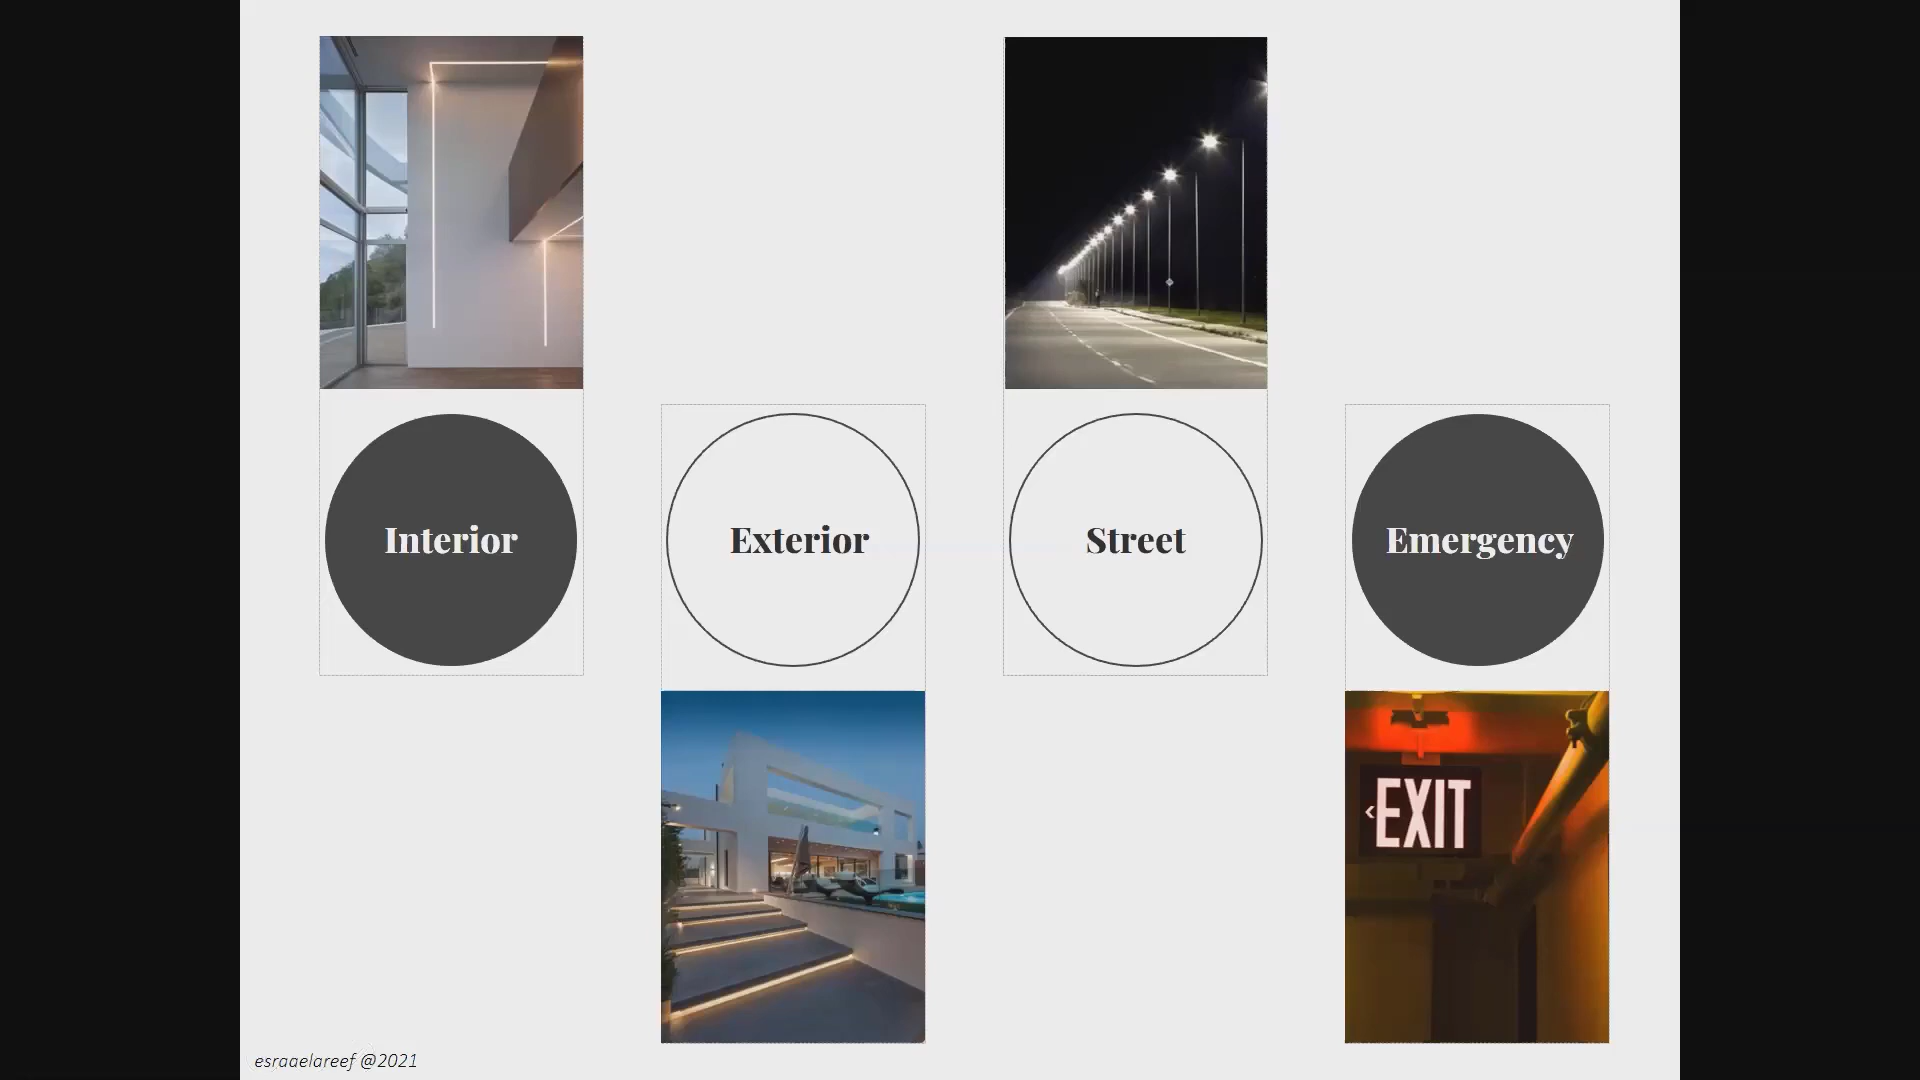 Interior
Exterior
Street
Emergency
<EXIT
esraaelareef @2021